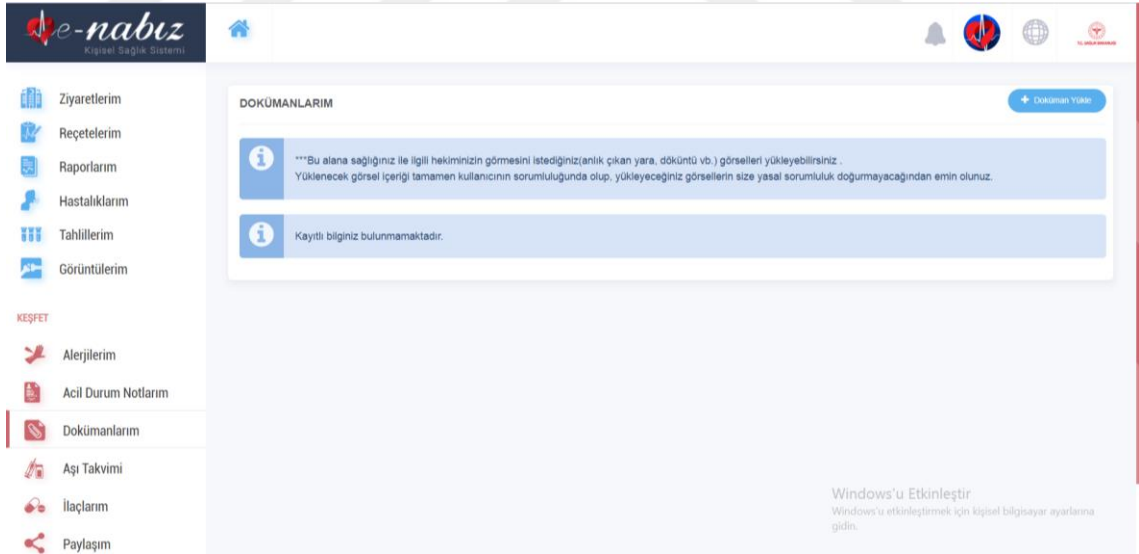 e-nabız
Kişisel Sağlık Sistemi
T.C. SAĞLIK BAKANLIĞI
Ziyaretlerim
Reçetelerim
Raporlarım
Hastalıklarım
Tahlillerim
Görüntülerim
KEŞFET
Alerjilerim
Acil Durum Notlarım
Dokümanlarım
Aşı Takvimi
İlaçlarım
Paylaşım
DOKÜMANLARIM
+ Doküman Yükle
***Bu alana sağlığınız ile ilgili hekiminizin görmesini istediğiniz(anlık çıkan yara, döküntü vb.) görselleri yükleyebilirsiniz .
Yüklenecek görsel içeriği tamamen kullanıcının sorumluluğunda olup, yükleyeceğiniz görsellerin size yasal sorumluluk doğurmayacağından emin olunuz.
Kayıtlı bilginiz bulunmamaktadır.
Windows'u Etkinleştir
Windows'u etkinleştirmek için kişisel bilgisayar ayarlarına
gidin.